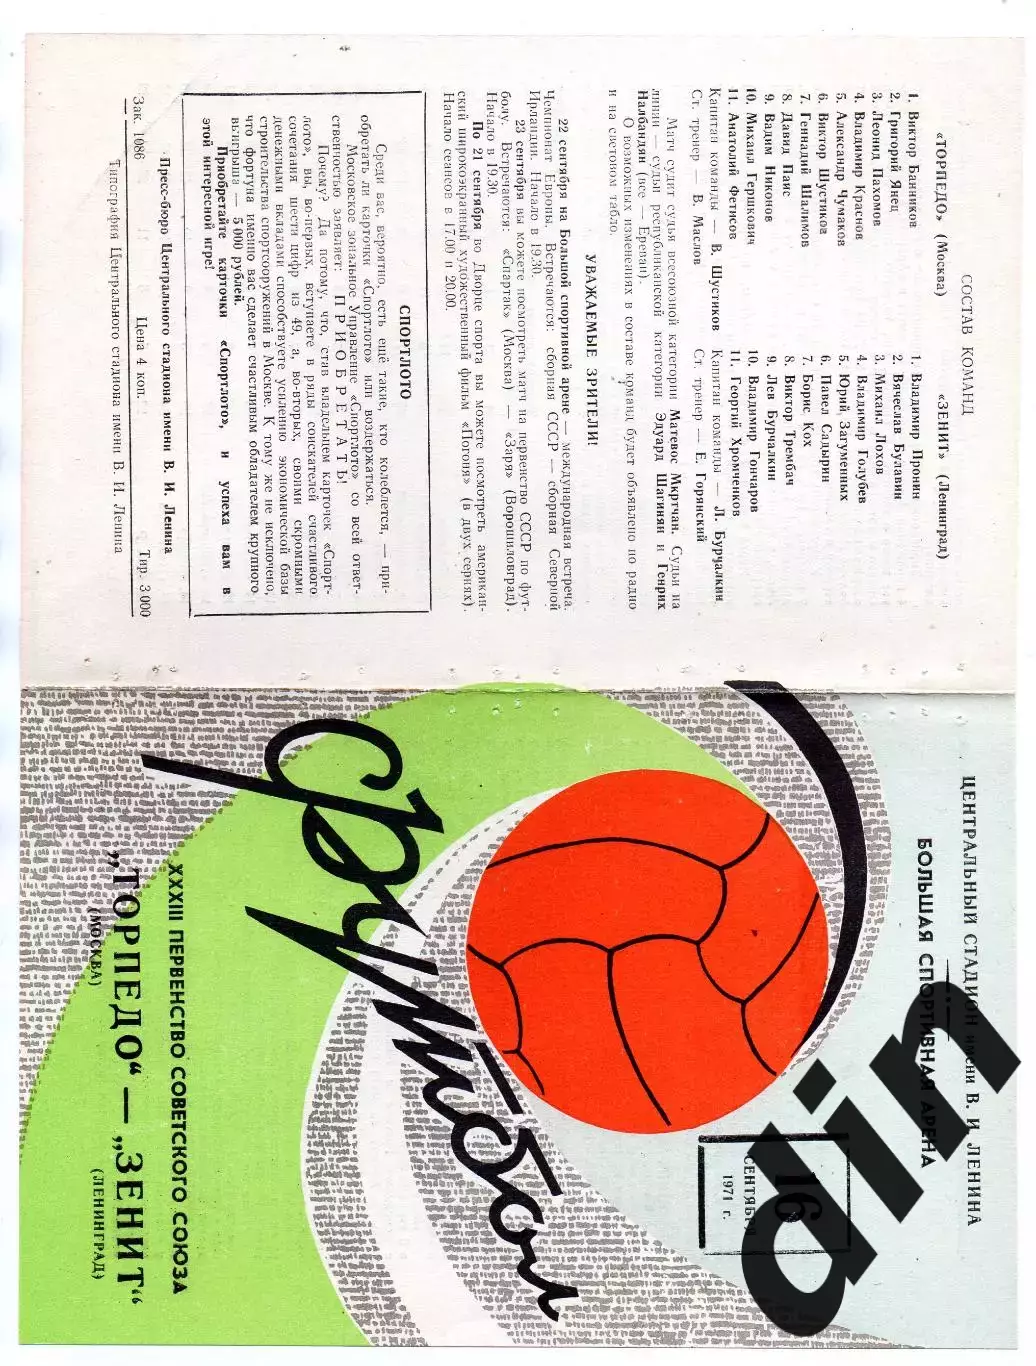 СОСТАВ КОМАНД
«ТОРПЕДО» (Москва)
1. Виктор Банников
2. Григорий Янец
3. Леонид Пахомов
4. Владимир Краснов
5. Александр Чумаков
6. Виктор Шустиков
7. Геннадий Шалимов
8. Давид Паис
9. Вадим Никонов
10. Михаил Гершкович
11. Анатолий Фетисов
Капитан команды — В. Шустиков
Ст. тренер — В. Маслов
«ЗЕНИТ» (Ленинград)
1. Владимир Пронин
2. Вячеслав Булавин
3. Михаил Лохов
4. Владимир Голубев
5. Юрий Загуменных
6. Павел Садырин
7. Борис Кох
8. Виктор Трембач
9. Лев Бурчалкин
10. Владимир Гончаров
11. Георгий Хромченков
Капитан команды — Л. Бурчалкин
Ст. тренер — Е. Горянский
Матч судит судья всесоюзной категории Матевос Мкртчан. Судьи на
линии — судьи республиканской категории Эдуард Шагинян и Генрих
Налбандян (все — Ереван).
О возможных изменениях в составе команд будет объявлено по радио
и на световом табло.
УВАЖАЕМЫЕ ЗРИТЕЛИ!
22 сентября на Большой спортивной арене — международная встреча.
Чемпионат Европы. Встречаются: сборная СССР — сборная Северной
Ирландии. Начало в 19.30.
23 сентября вы можете посмотреть матч на первенство СССР по фут-
болу. Встречаются: «Спартак» (Москва) — «Заря» (Ворошиловград).
Начало в 19.30.
По 21 сентября во Дворце спорта вы можете посмотреть американ-
ский широкоэкранный художественный фильм «Погоня» (в двух сериях).
Начало сеансов в 17.00 и 20.00.
СПОРТЛОТО
Среди вас, вероятно, есть ещё такие, кто колеблется, — при-
обретать ли карточки «Спортлото» или воздержаться.
Московское зональное Управление «Спортлото» со всей ответ-
ственностью заявляет: ПРИОБРЕТАТЬ!
Почему? Да потому, что, став владельцем карточек «Спорт-
лото», вы, во-первых, вступаете в ряды соискателей счастливого
сочетания шести цифр из 49, а, во-вторых, своими скромными
денежными вкладами способствуете усилению экономической базы
строительства спортсооружений в Москве. К тому же не исключено,
что фортуна именно вас сделает счастливым обладателем крупного
выигрыша — 5 000 рублей.
Приобретайте карточки «Спортлото», и успеха вам в
этой интересной игре!
Пресс-бюро Центрального стадиона имени В. И. Ленина
Зак. 1086 Цена 4 коп. Тир. 3 000
Типография Центрального стадиона имени В. И. Ленина
ЦЕНТРАЛЬНЫЙ СТАДИОН имени В. И. ЛЕНИНА
БОЛЬШАЯ СПОРТИВНАЯ АРЕНА
16
СЕНТЯБРЯ
1971 г.
футбол
XXXIII ПЕРВЕНСТВО СОВЕТСКОГО СОЮЗА
„ТОРПЕДО“ — „ЗЕНИТ“
(МОСКВА) (ЛЕНИНГРАД)
din